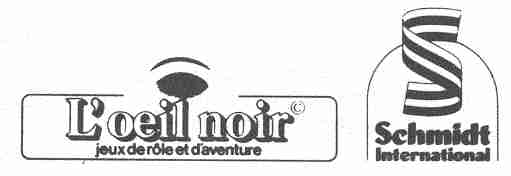 L'oeil noir©
jeux de rôle et d'aventure
S
Schmidt
International